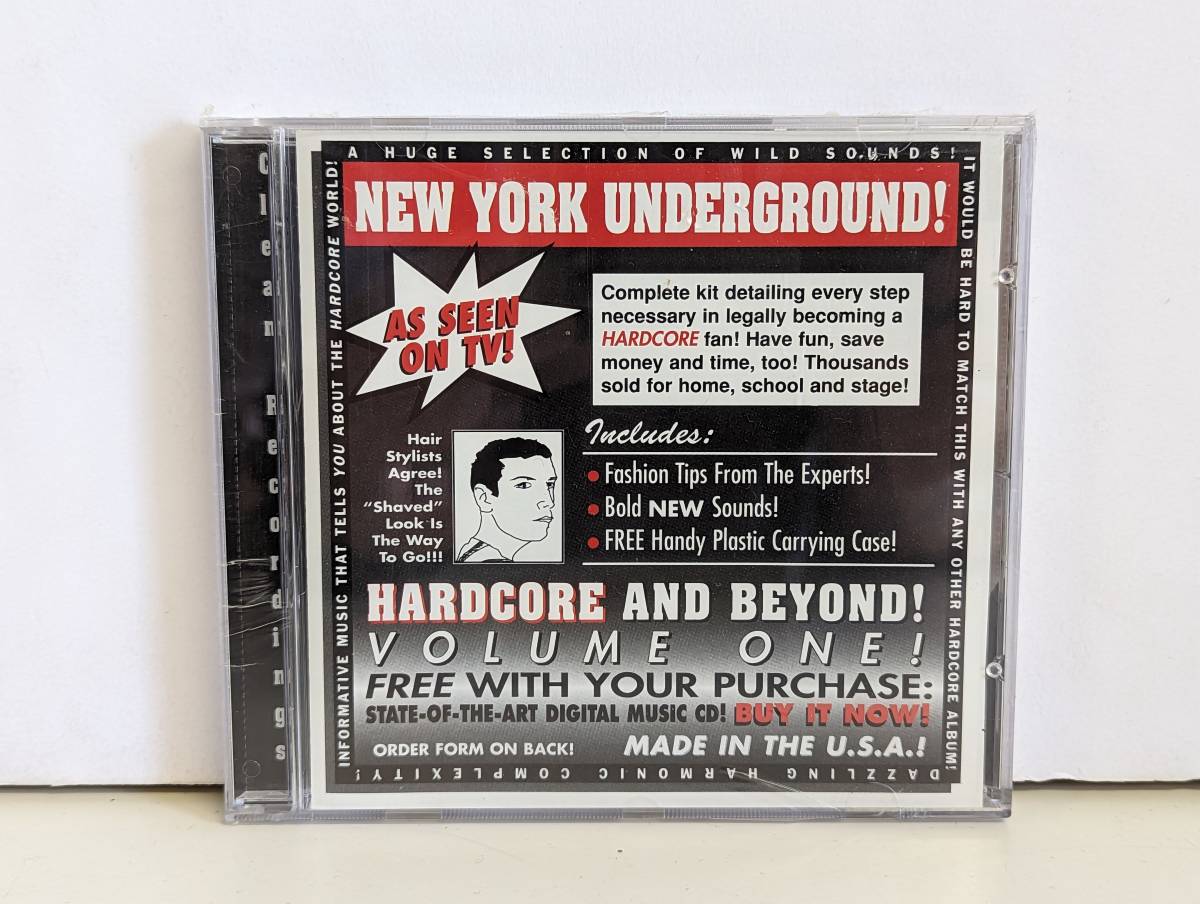 Clean Recordings
A HUGE SELECTION OF WILD SOUNDS!
IT WOULD BE HARD TO MATCH THIS WITH ANY OTHER HARDCORE ALBUM!
DAZZLING HARMONIC COMPLEXITY!
INFORMATIVE MUSIC THAT TELLS YOU ABOUT THE HARDCORE WORLD!
NEW YORK UNDERGROUND!
AS SEEN
ON TV!
Complete kit detailing every step
necessary in legally becoming a
HARDCORE fan! Have fun, save
money and time, too! Thousands
sold for home, school and stage!
Hair
Stylists
Agree!
The
"Shaved"
Look Is
The Way
To Go!!!
Includes:
• Fashion Tips From The Experts!
• Bold NEW Sounds!
• FREE Handy Plastic Carrying Case!
HARDCORE AND BEYOND!
VOLUME ONE!
FREE WITH YOUR PURCHASE:
STATE-OF-THE-ART DIGITAL MUSIC CD! BUY IT NOW!
ORDER FORM ON BACK! MADE IN THE U.S.A.!